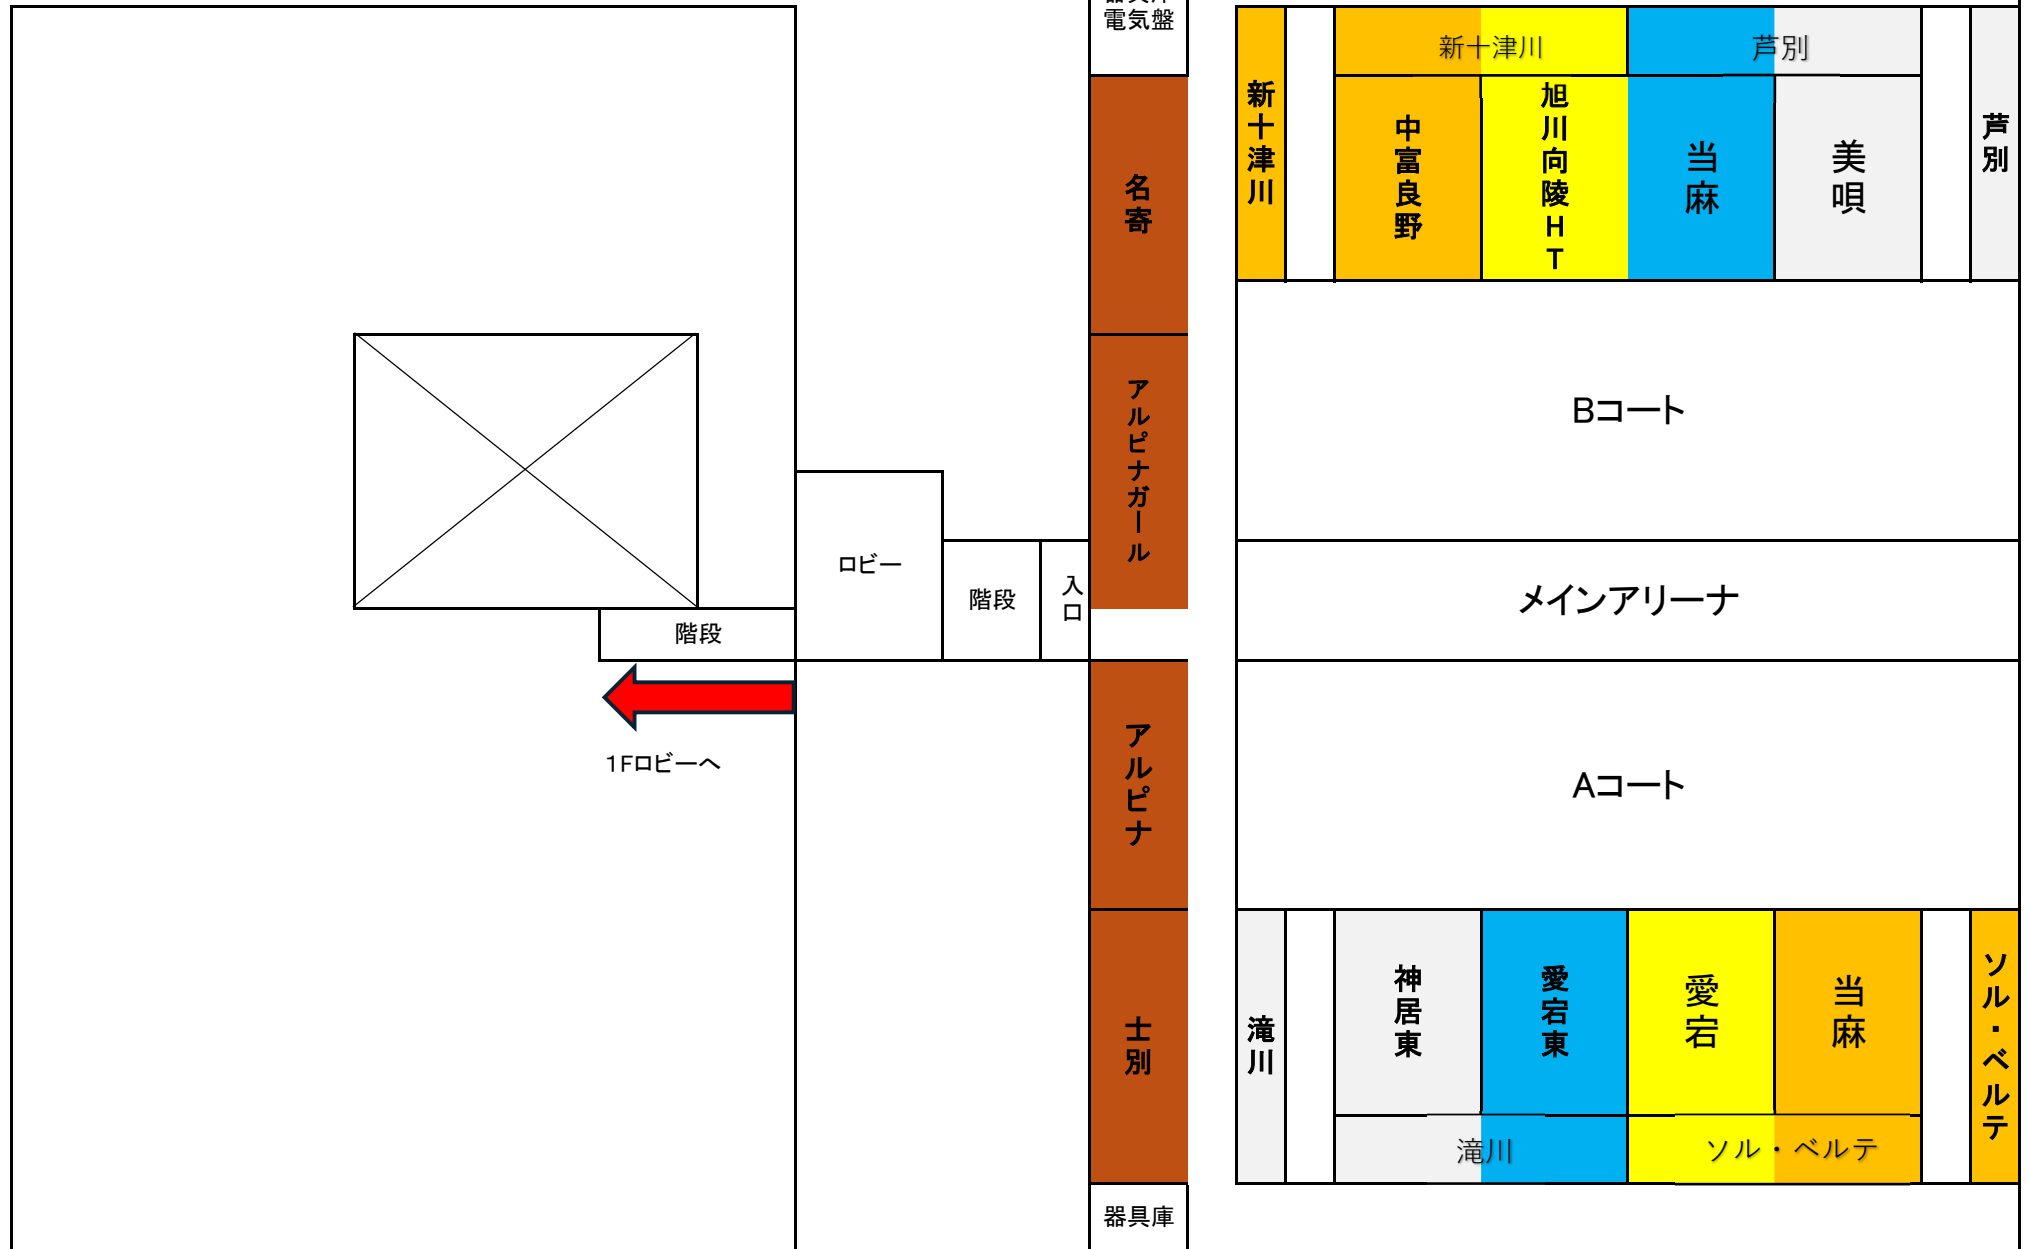 電気盤
新十津川
芦別
新十津川
中富良野
旭川向陵HT
当麻
美唄
芦別
名寄
アルピナガール
Bコート
ロビー
階段
入口
メインアリーナ
階段
1Fロビーへ
アルピナ
Aコート
士別
滝川
神居東
愛宕東
愛宕
当麻
ソル・ベルテ
滝川
ソル・ベルテ
器具庫